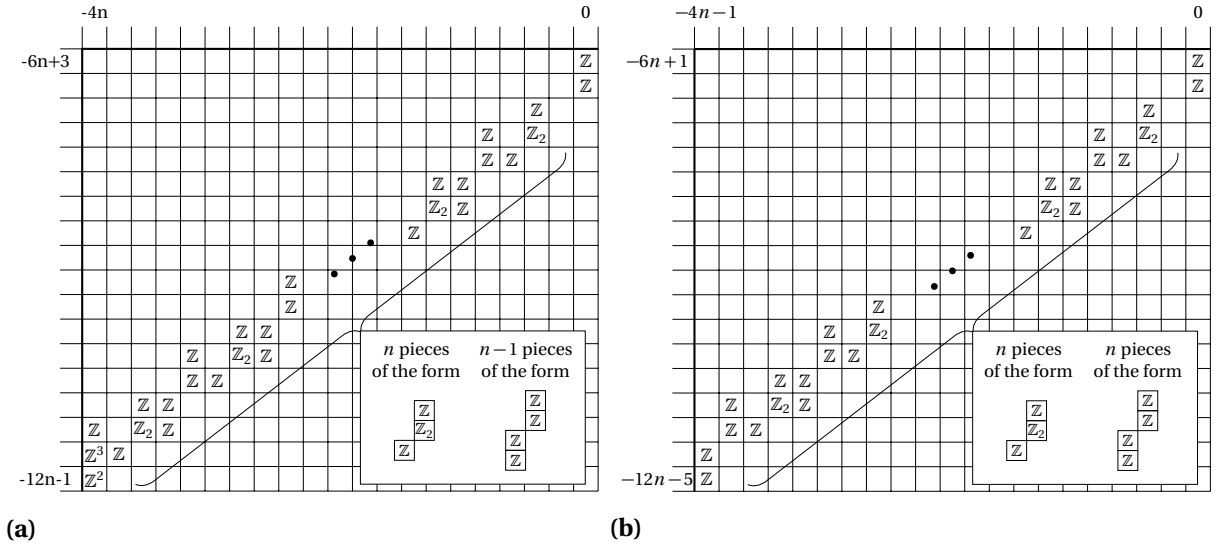 -4n 0
-6n+3 ℤ
ℤ
ℤ
ℤ ℤ₂
ℤ ℤ
ℤ ℤ
ℤ₂ ℤ
ℤ
ℤ
ℤ
ℤ ℤ
ℤ ℤ₂ ℤ
ℤ ℤ
ℤ ℤ
ℤ ℤ₂ ℤ
ℤ³ ℤ
-12n-1 ℤ²
n pieces
of the form
ℤ
ℤ₂
ℤ
n−1 pieces
of the form
ℤ
ℤ
ℤ
ℤ
(a)
−4n−1 0
−6n+1 ℤ
ℤ
ℤ
ℤ ℤ₂
ℤ ℤ
ℤ ℤ
ℤ₂ ℤ
ℤ
ℤ
ℤ ℤ₂
ℤ ℤ
ℤ ℤ
ℤ ℤ₂ ℤ
ℤ ℤ
ℤ
−12n−5 ℤ
n pieces
of the form
ℤ
ℤ₂
ℤ
n pieces
of the form
ℤ
ℤ
ℤ
ℤ
(b)